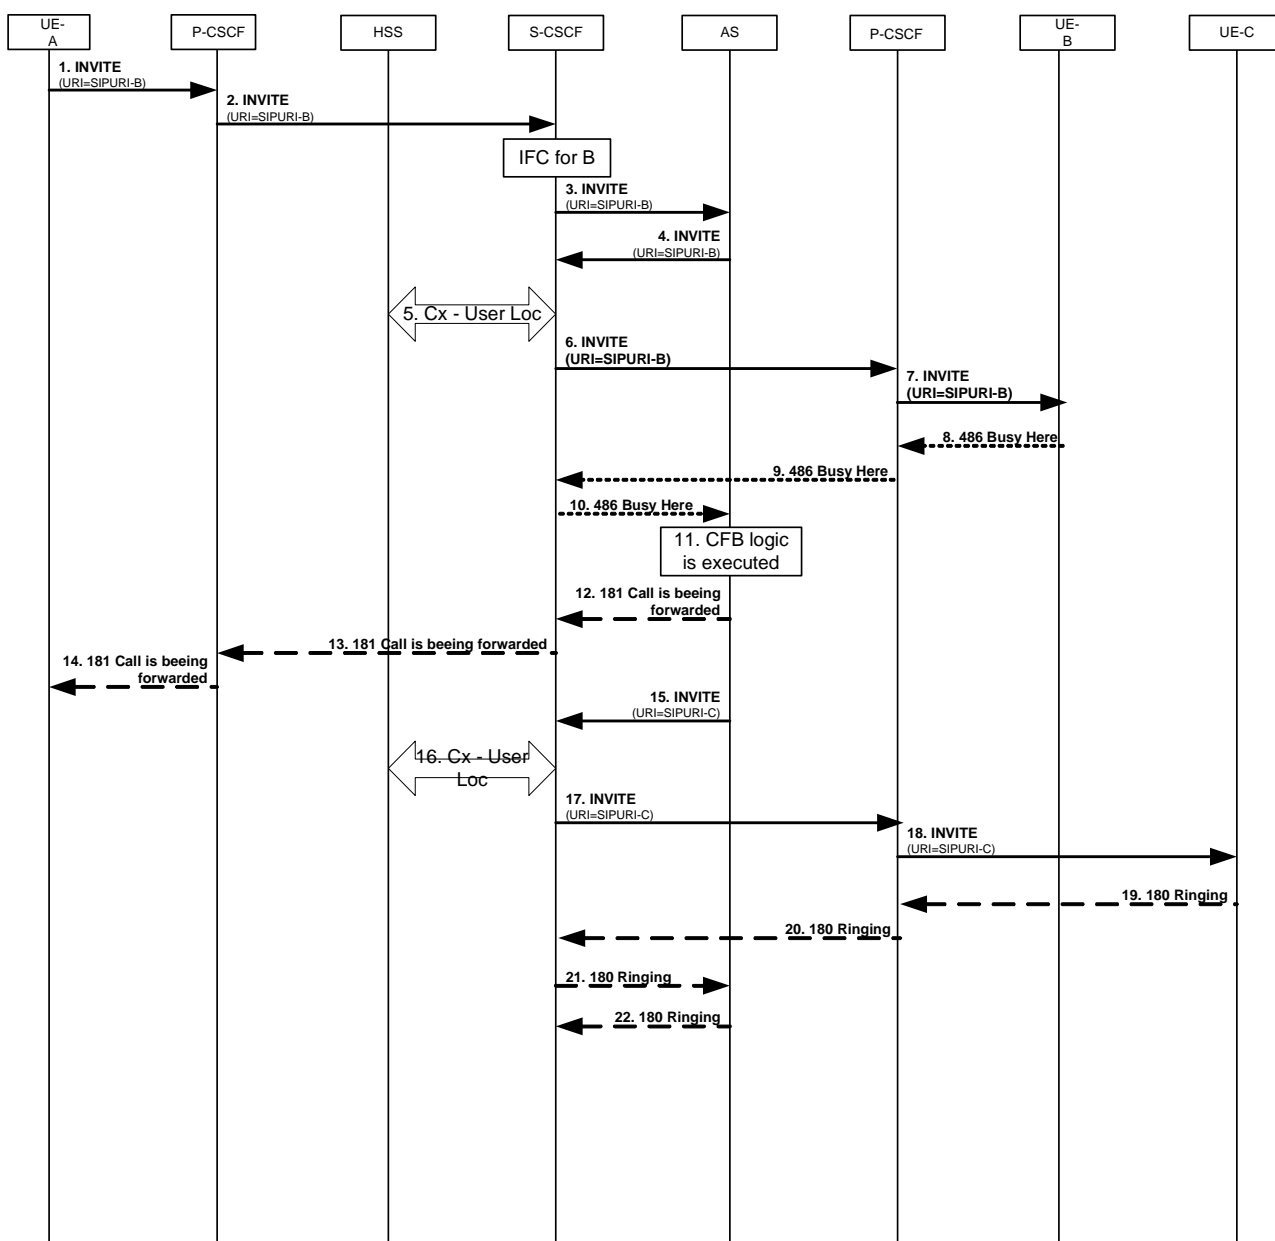 UE-
A
P-CSCF
HSS
S-CSCF
AS
P-CSCF
UE-
B
UE-C
1. INVITE
(URI=SIPURI-B)
2. INVITE
(URI=SIPURI-B)
IFC for B
3. INVITE
(URI=SIPURI-B)
4. INVITE
(URI=SIPURI-B)
5. Cx - User Loc
6. INVITE
(URI=SIPURI-B)
7. INVITE
(URI=SIPURI-B)
8. 486 Busy Here
9. 486 Busy Here
10. 486 Busy Here
11. CFB logic
is executed
12. 181 Call is beeing
forwarded
13. 181 Call is beeing forwarded
14. 181 Call is beeing
forwarded
15. INVITE
(URI=SIPURI-C)
16. Cx - User
Loc
17. INVITE
(URI=SIPURI-C)
18. INVITE
(URI=SIPURI-C)
19. 180 Ringing
20. 180 Ringing
21. 180 Ringing
22. 180 Ringing